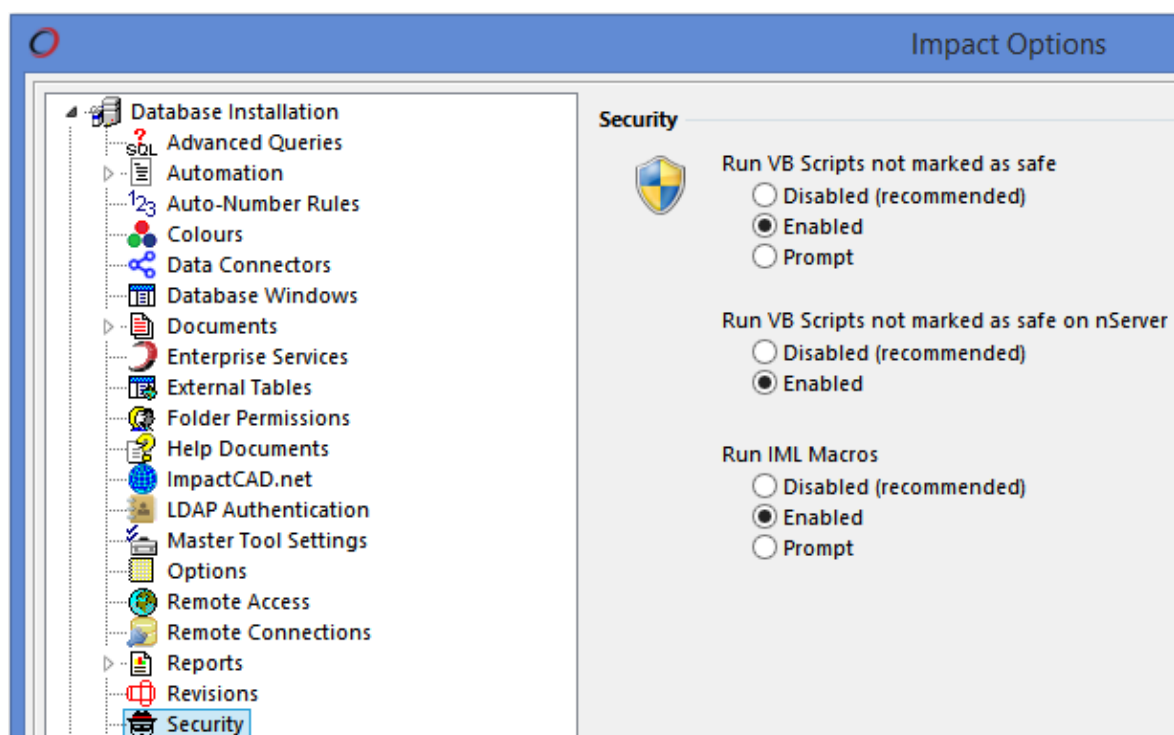 Impact Options
Database Installation
SQL Advanced Queries
Automation
123 Auto-Number Rules
Colours
Data Connectors
Database Windows
Documents
Enterprise Services
External Tables
Folder Permissions
Help Documents
ImpactCAD.net
LDAP Authentication
Master Tool Settings
Options
Remote Access
Remote Connections
Reports
Revisions
Security
Security
Run VB Scripts not marked as safe
Disabled (recommended)
Enabled
Prompt
Run VB Scripts not marked as safe on nServer
Disabled (recommended)
Enabled
Run IML Macros
Disabled (recommended)
Enabled
Prompt